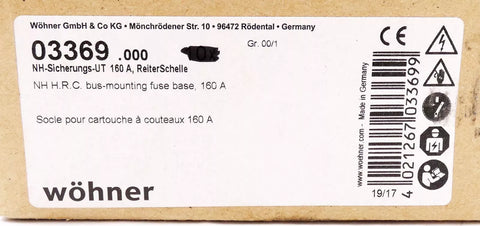 Wöhner GmbH & Co KG • Mönchrödener Str. 10 • 96472 Rödental • Germany
03369 .000
Gr. 00/1
NH-Sicherungs-UT 160 A, ReiterSchelle
NH H.R.C. bus-mounting fuse base, 160 A
Socle pour cartouche à couteaux 160 A
wöhner
www.woehner.com - Made in Germany
4 021267 033699
19/17
CE